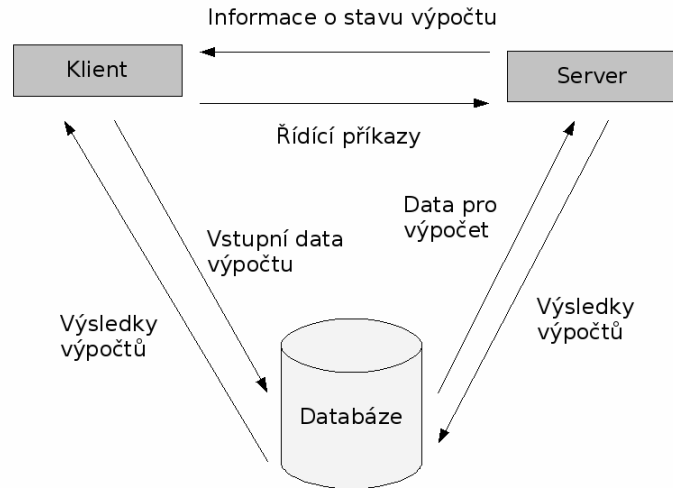 Informace o stavu výpočtu
Klient
Server
Řídící příkazy
Data pro
výpočet
Vstupní data
výpočtu
Výsledky
výpočtů
Výsledky
výpočtů
Databáze